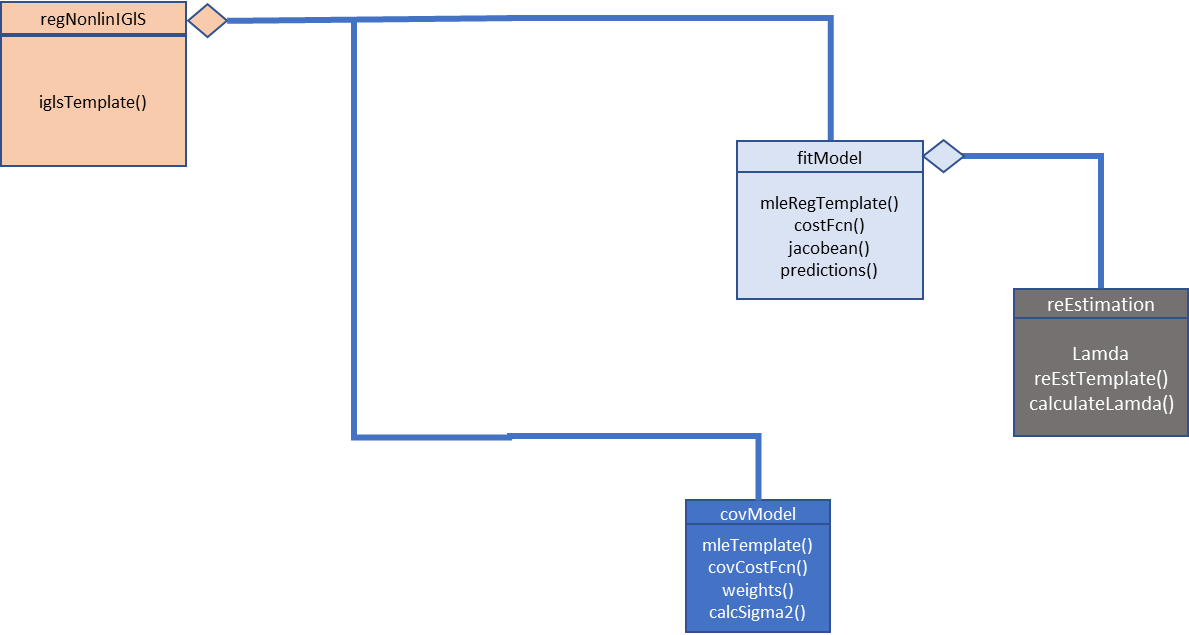 regNonlinIGlS
iglsTemplate()
fitModel
mleRegTemplate()
costFcn()
jacobean()
predictions()
reEstimation
Lamda
reEstTemplate()
calculateLamda()
covModel
mleTemplate()
covCostFcn()
weights()
calcSigma2()